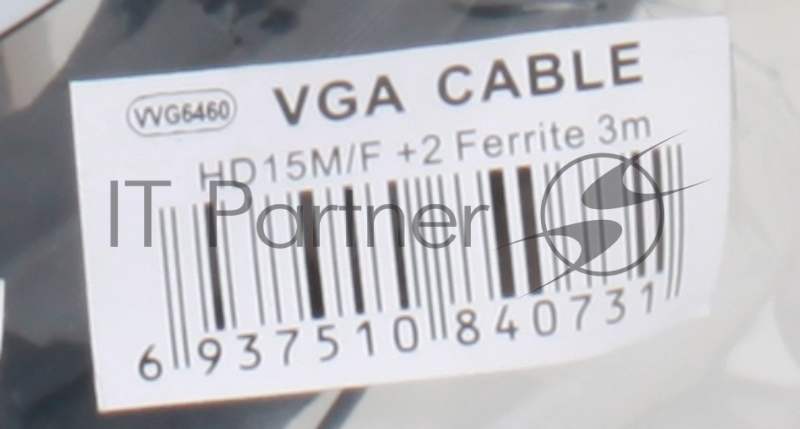 VVG6460 VGA CABLE
HD15M/F +2 Ferrite 3m
IT Partner
6 937510 840731